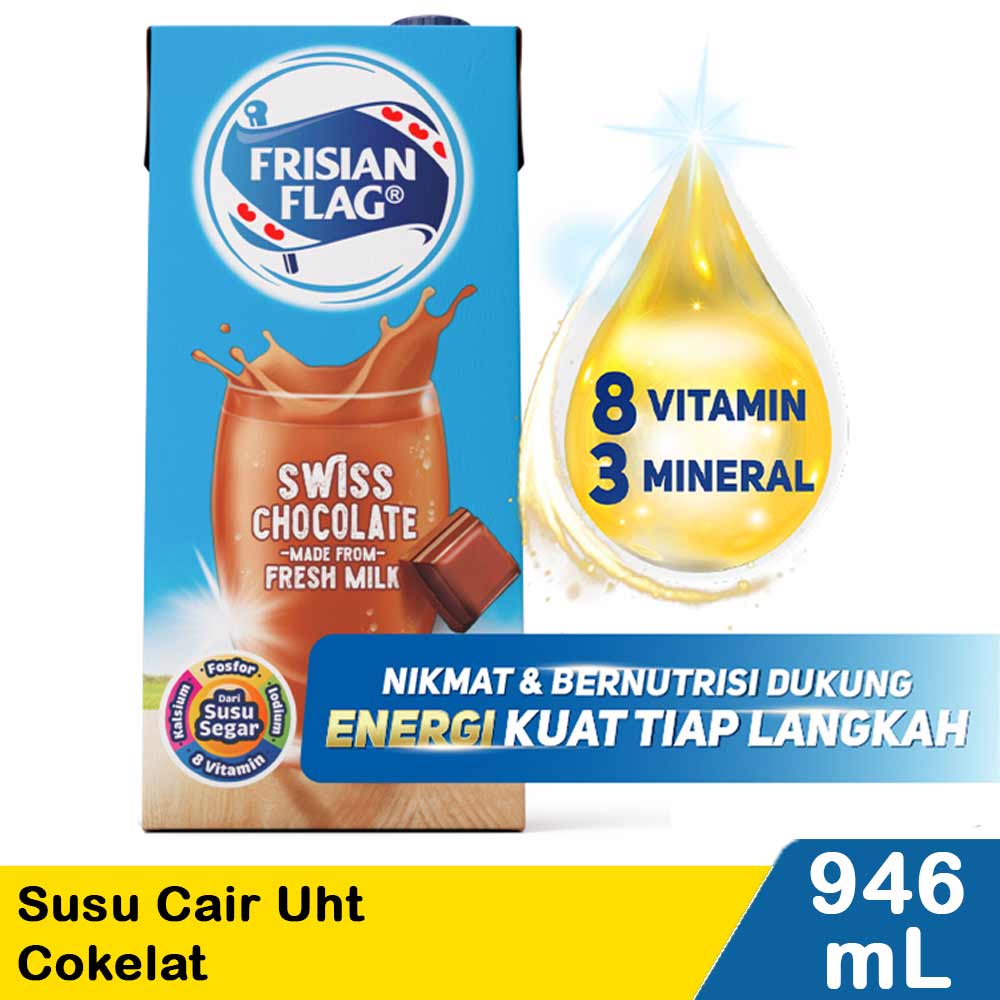 FRISIAN
FLAG®
SWISS
CHOCOLATE
-MADE FROM-
FRESH MILK
Fosfor
Kalsium
Iodium
Dari
Susu
Segar
8 Vitamin
8 VITAMIN
3 MINERAL
NIKMAT & BERNUTRISI DUKUNG
ENERGI KUAT TIAP LANGKAH
Susu Cair Uht
Cokelat
946
mL